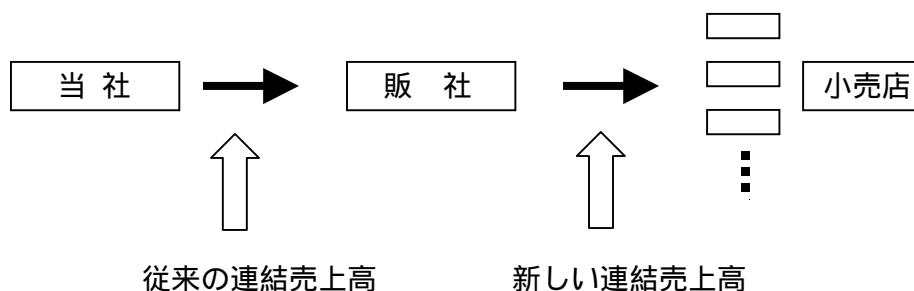 当 社
販 社
小売店
従来の連結売上高
新しい連結売上高